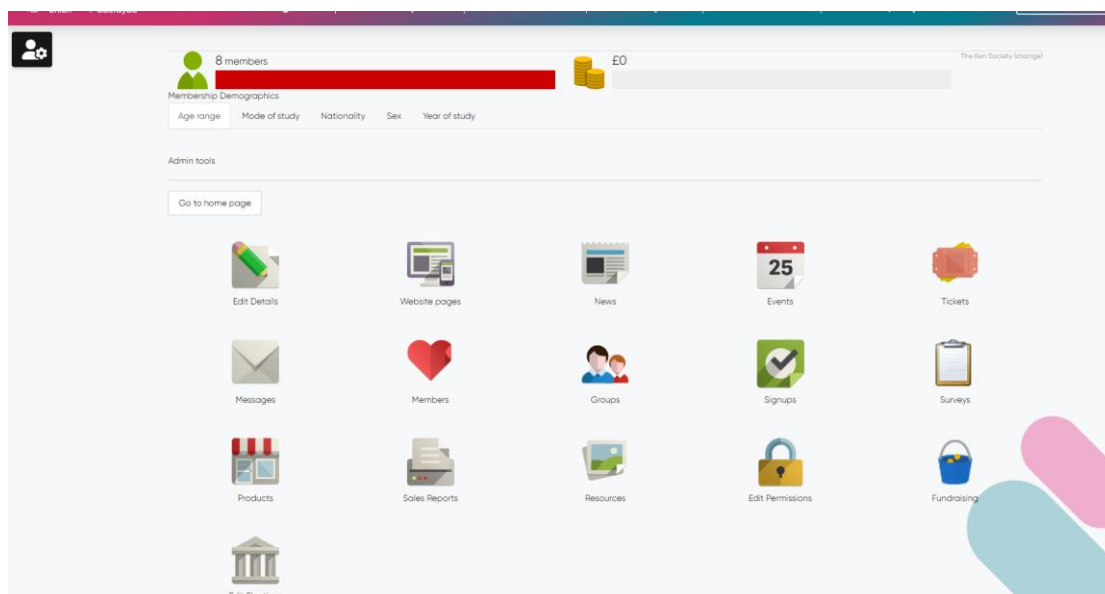 8 members
£0
The Ken Society (change)
Membership Demographics
Age range Mode of study Nationality Sex Year of study
Admin tools
Go to home page
25
Edit Details Website pages News Events Tickets
Messages Members Groups Signups Surveys
Products Sales Reports Resources Edit Permissions Fundraising